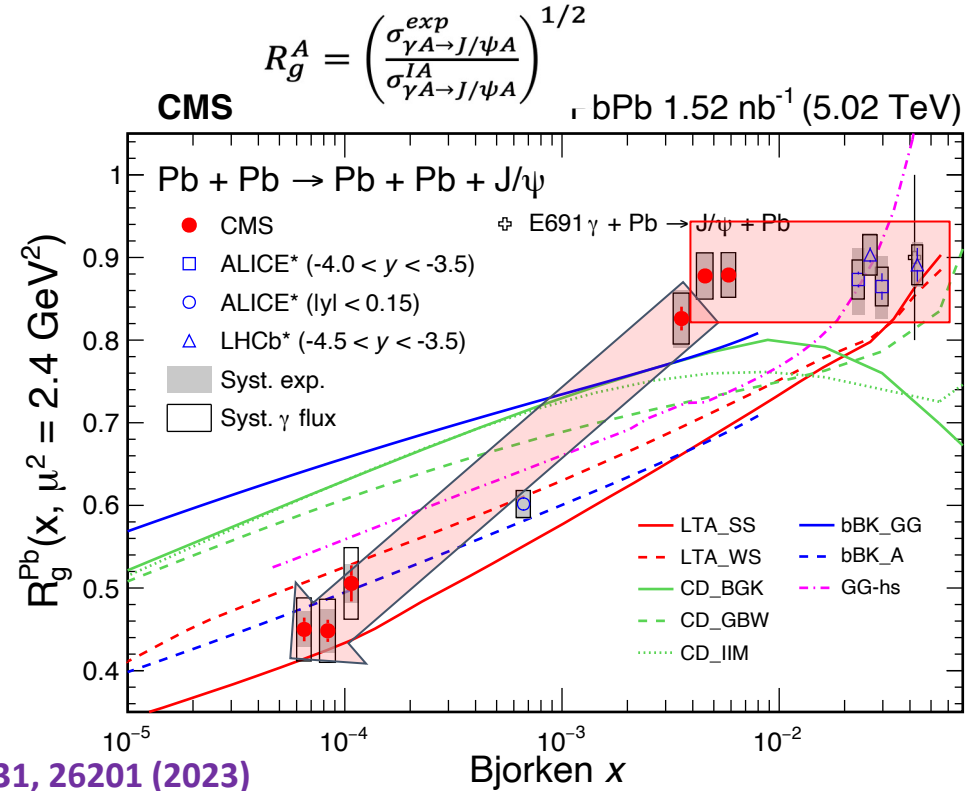 R_g^A = (σ^{exp}_{γA→J/ψA} / σ^{IA}_{γA→J/ψA})^{1/2}
CMS
bPb 1.52 nb⁻¹ (5.02 TeV)
Pb + Pb → Pb + Pb + J/ψ
CMS
E691 γ + Pb → J/ψ + Pb
ALICE* (-4.0 < y < -3.5)
ALICE* (|y| < 0.15)
LHCb* (-4.5 < y < -3.5)
Syst. exp.
Syst. γ flux
R_g^{Pb}(x, μ² = 2.4 GeV²)
1
0.9
0.8
0.7
0.6
0.5
0.4
LTA_SS
bBK_GG
LTA_WS
bBK_A
CD_BGK
GG-hs
CD_GBW
CD_IIM
10⁻⁵
10⁻⁴
10⁻³
10⁻²
Bjorken x
31, 26201 (2023)